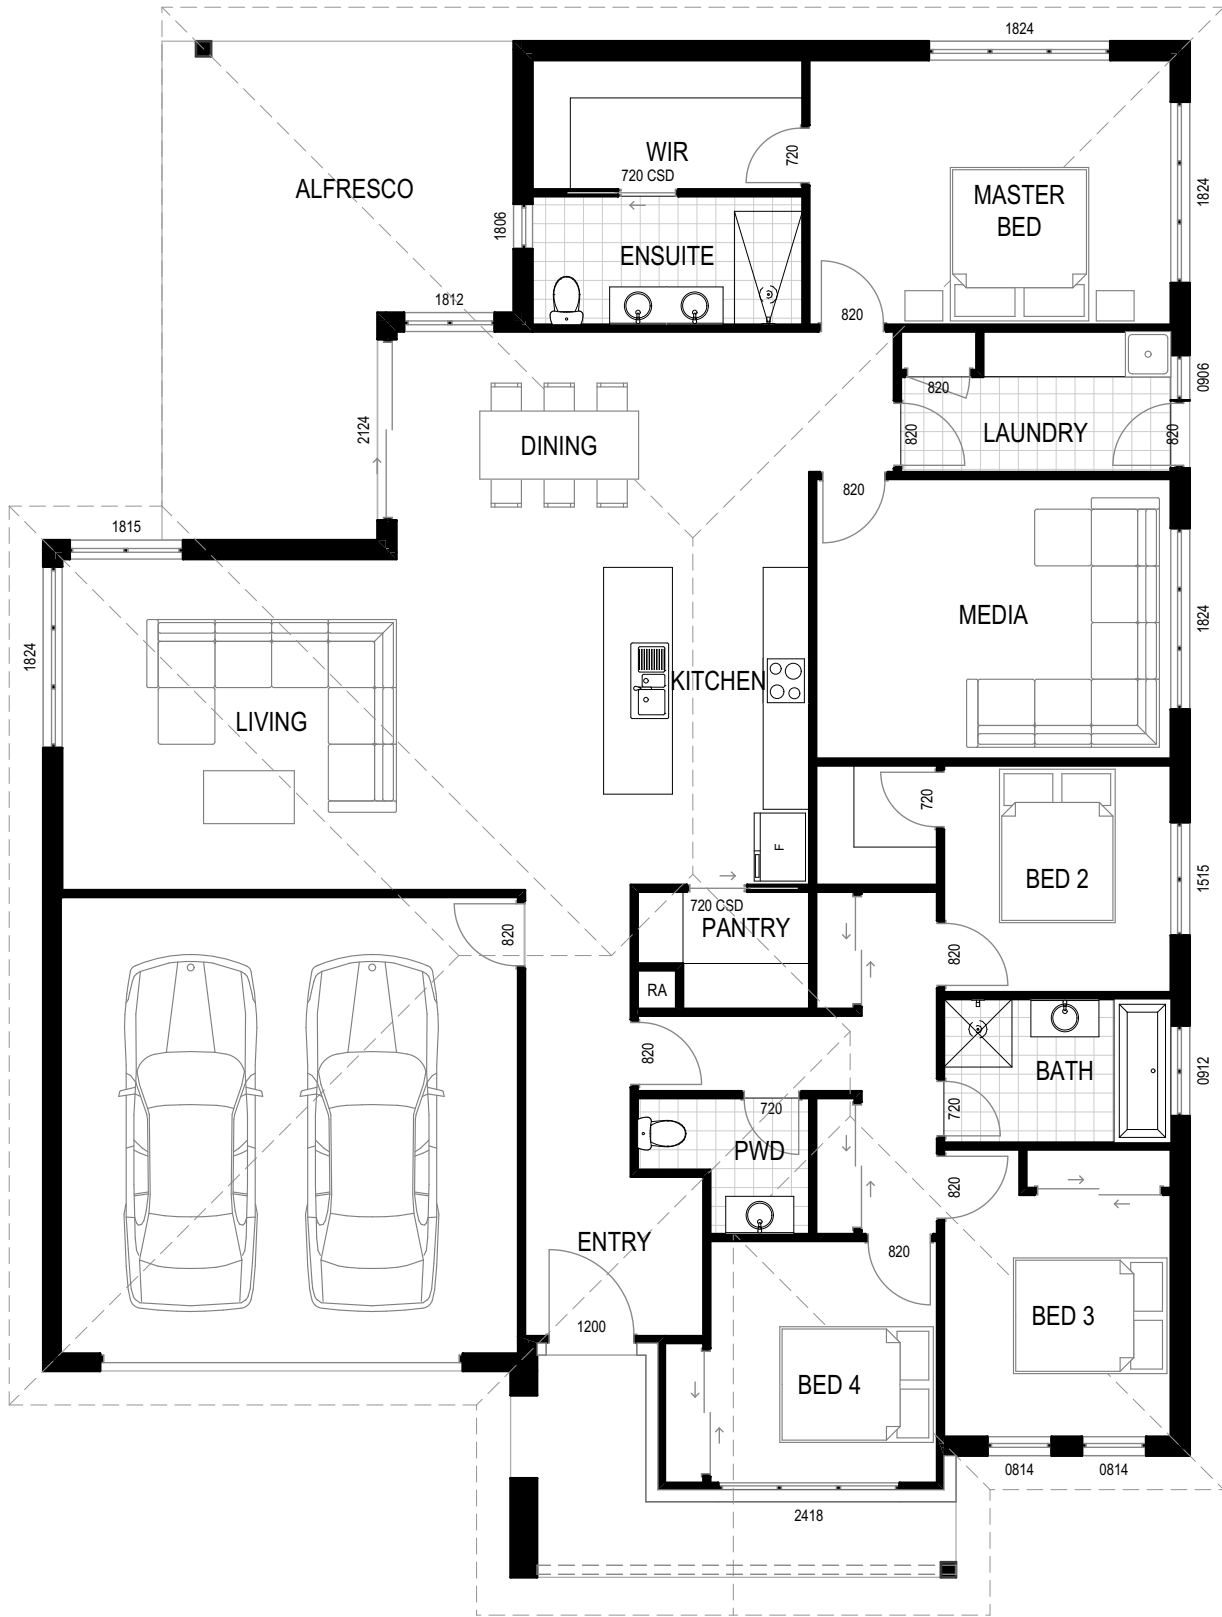 1824
WIR
720
720 CSD
ALFRESCO
MASTER
BED
1824
1806
ENSUITE
1812
820
0906
820
2124
DINING
820
LAUNDRY
820
820
1815
MEDIA
1824
1824
KITCHEN
LIVING
720
F
BED 2
1515
720 CSD
PANTRY
820
820
RA
820
BATH
0912
720
720
PWD
820
ENTRY
820
1200
BED 3
BED 4
0814
0814
2418